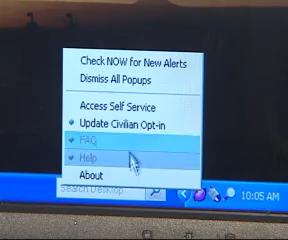 Check NOW for New Alerts
Dismiss All Popups
Access Self Service
Update Civilian Opt-in
FAQ
Help
About
Search Desktop
10:05 AM